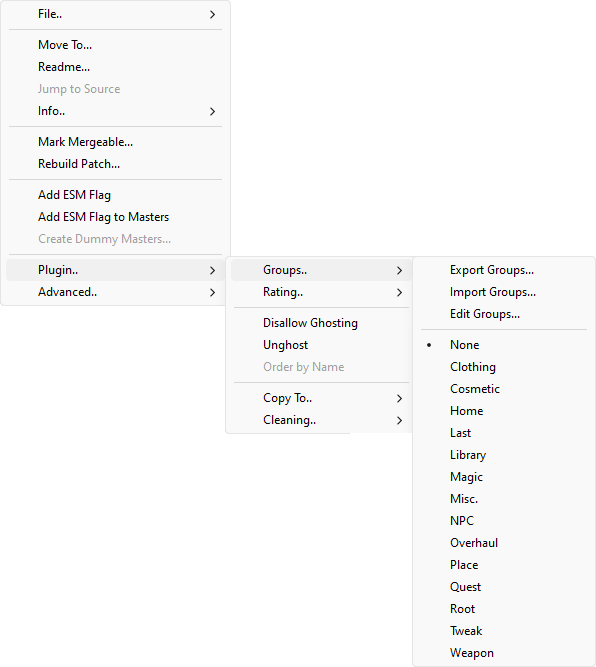 File..
Move To...
Readme...
Jump to Source
Info..
Mark Mergeable...
Rebuild Patch...
Add ESM Flag
Add ESM Flag to Masters
Create Dummy Masters...
Plugin..
Advanced..
Groups..
Rating..
Disallow Ghosting
Unghost
Order by Name
Copy To..
Cleaning..
Export Groups...
Import Groups...
Edit Groups...
None
Clothing
Cosmetic
Home
Last
Library
Magic
Misc.
NPC
Overhaul
Place
Quest
Root
Tweak
Weapon